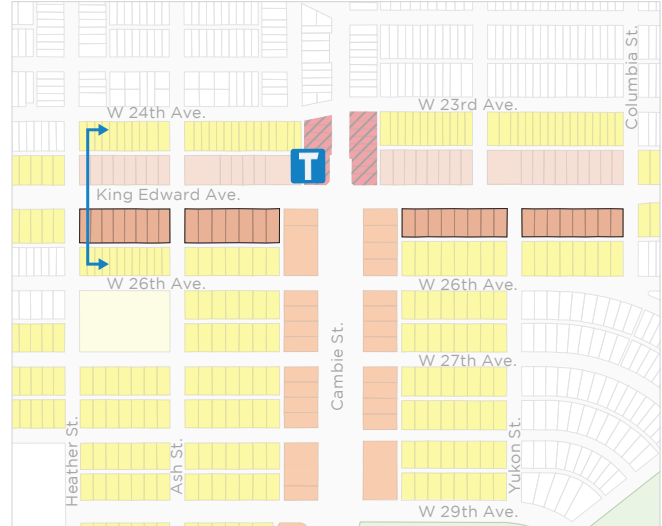 Columbia St.
W 24th Ave.
W 23rd Ave.
T
King Edward Ave.
W 26th Ave.
W 26th Ave.
Cambie St.
W 27th Ave.
Heather St.
Ash St.
Yukon St.
W 29th Ave.